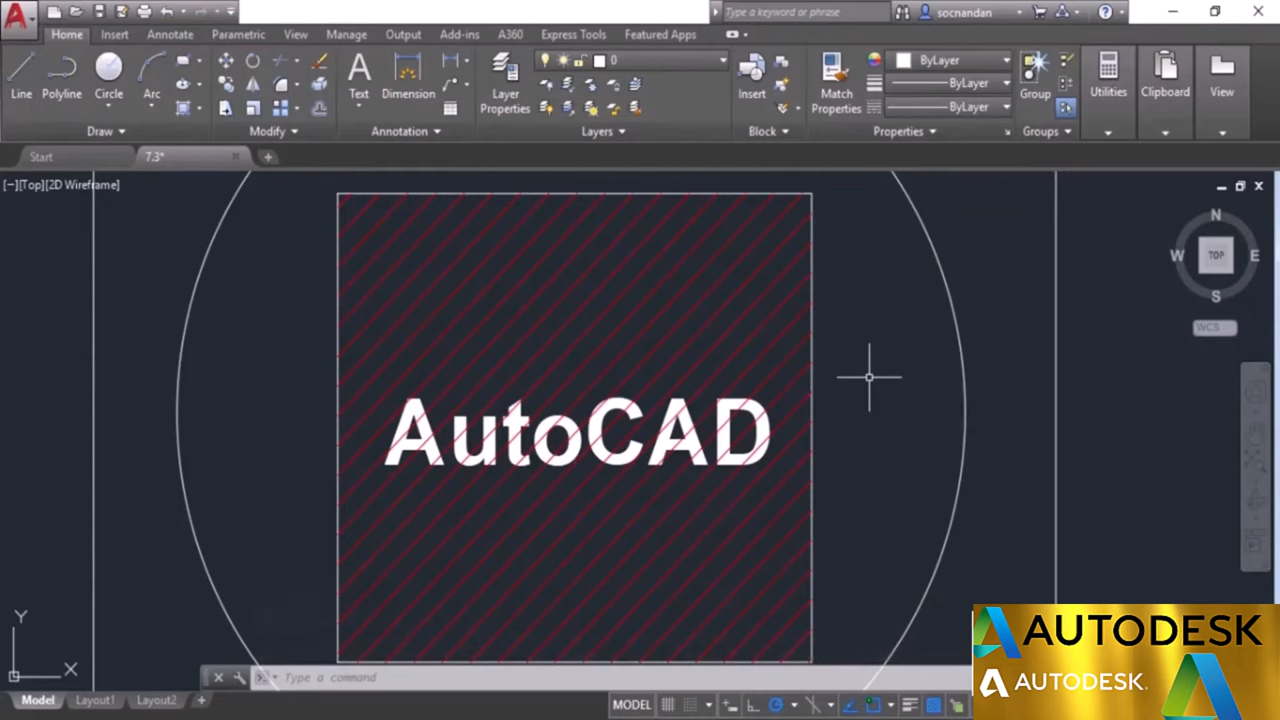 Type a keyword or phrase
socnandan
Home Insert Annotate Parametric View Manage Output Add-ins A360 Express Tools Featured Apps
Line Polyline Circle Arc
Text Dimension
Layer Properties
0
Insert
Match Properties
ByLayer
ByLayer
ByLayer
Group
Utilities
Clipboard
View
Draw Modify Annotation Layers Block Properties Groups
Start 7.3*
[−][Top][2D Wireframe]
N
W TOP E
S
WCS
AutoCAD
Y
X
Type a command
Model Layout1 Layout2
MODEL
AUTODESK
AUTODESK.